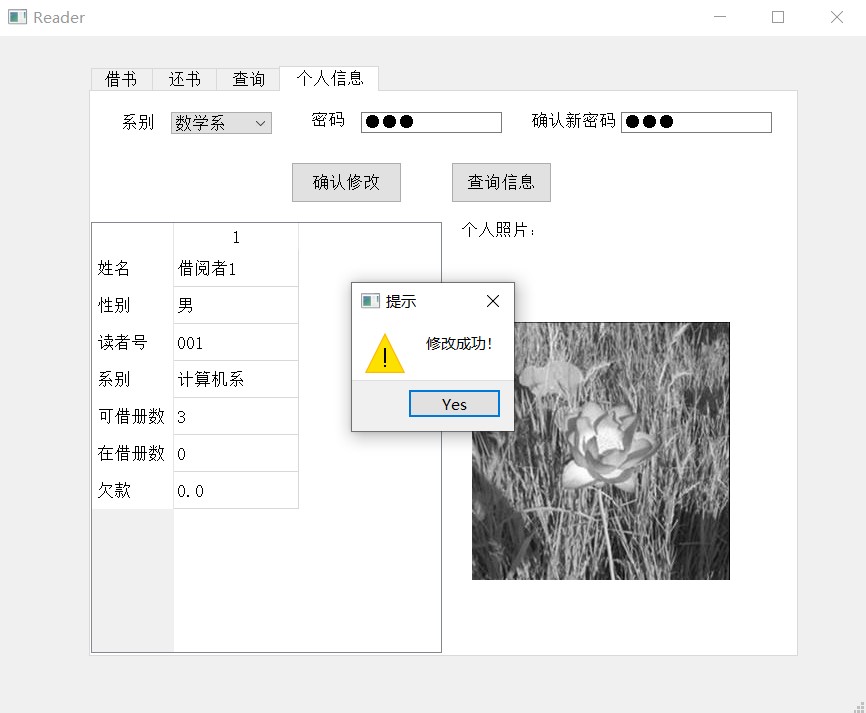 Reader
借书 还书 查询 个人信息
系别 数学系 密码 ●●● 确认新密码 ●●●
确认修改 查询信息
个人照片:
1
姓名 借阅者1
性别 男
读者号 001
系别 计算机系
可借册数 3
在借册数 0
欠款 0.0
提示
修改成功!
Yes